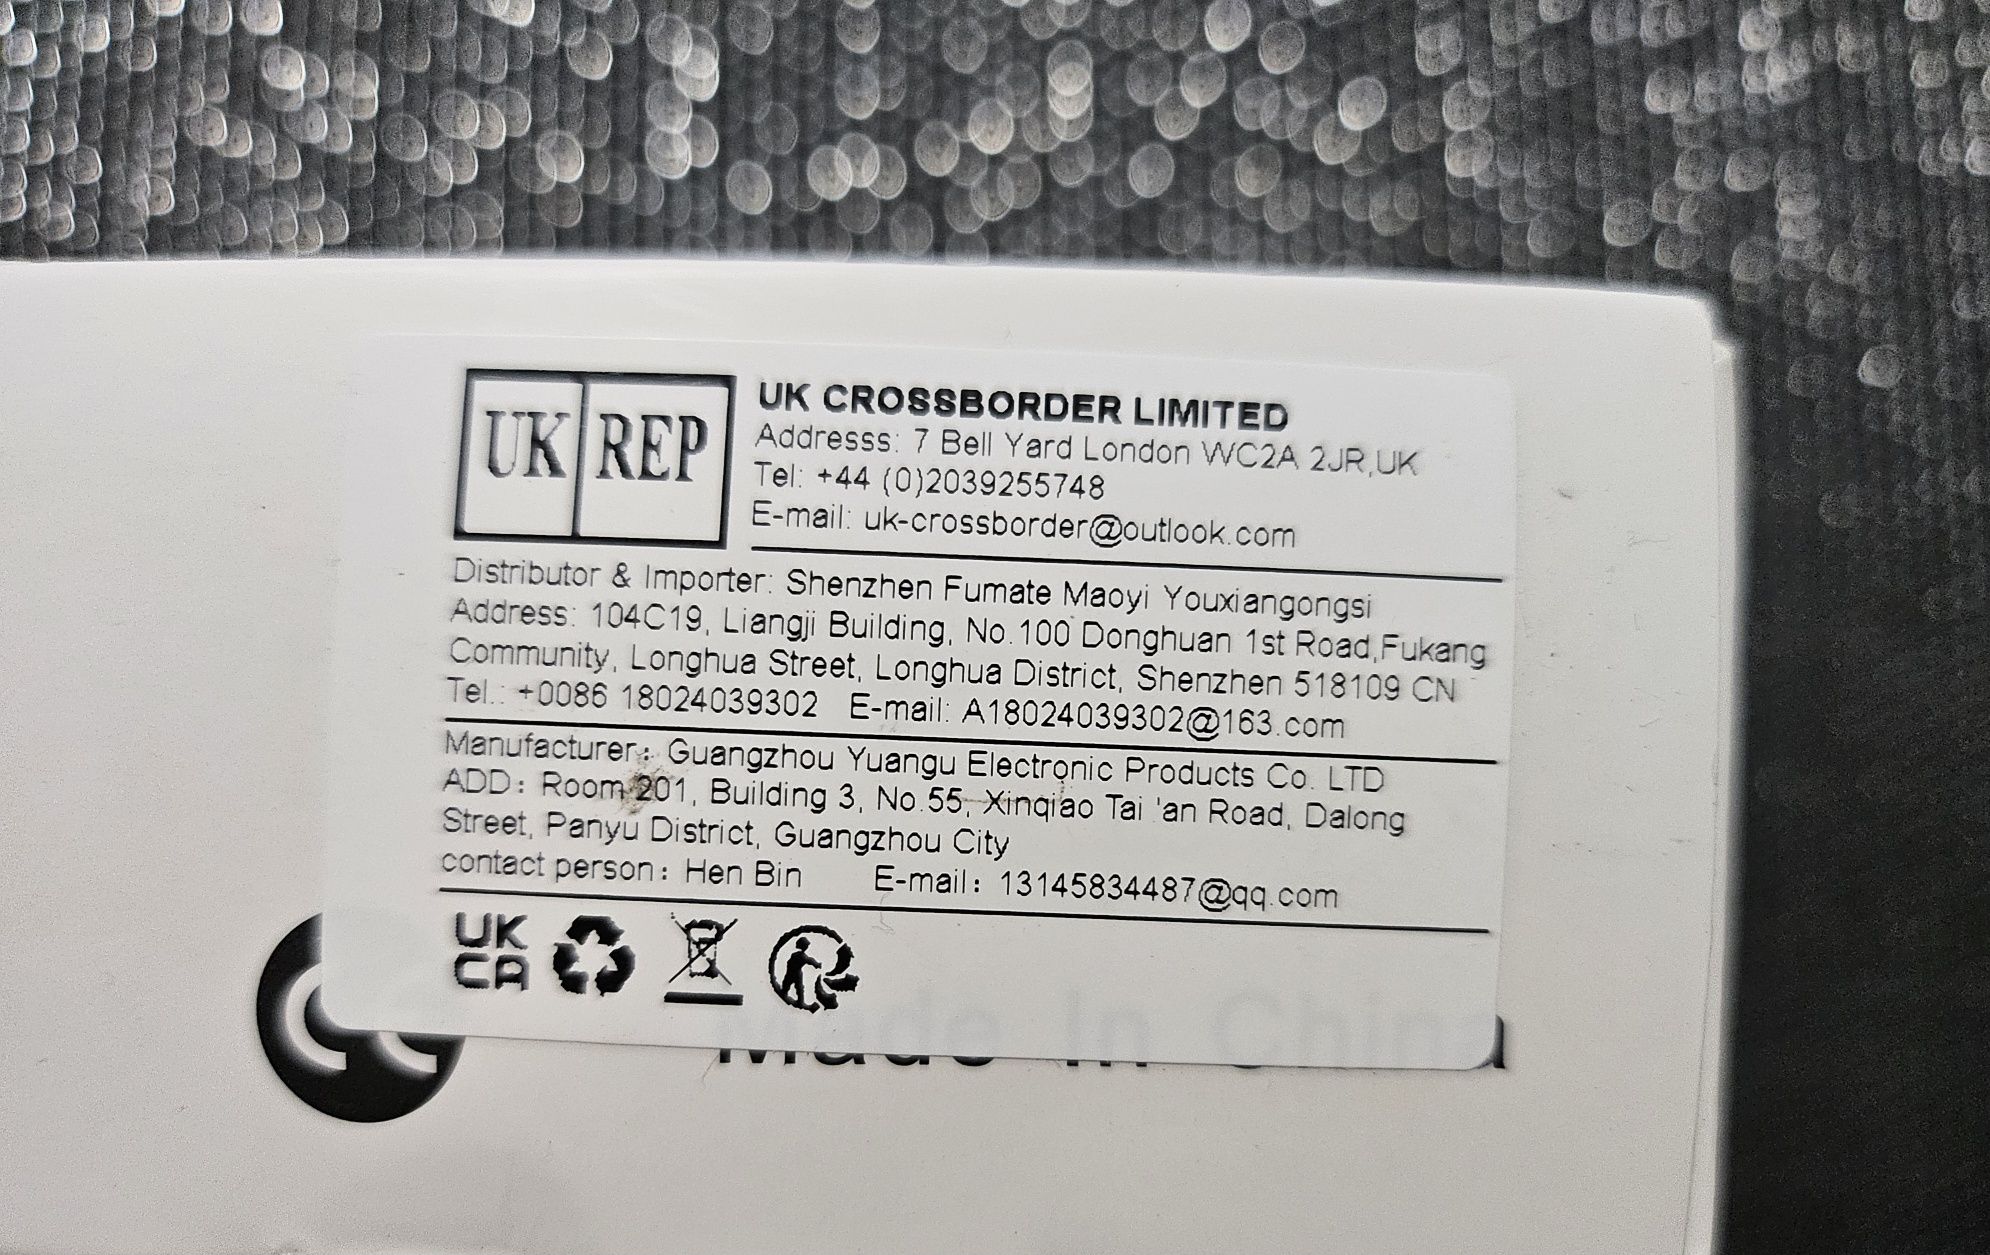 UK REP
UK CROSSBORDER LIMITED
Addresss: 7 Bell Yard London WC2A 2JR,UK
Tel: +44 (0)2039255748
E-mail: uk-crossborder@outlook.com
Distributor & Importer: Shenzhen Fumate Maoyi Youxiangongsi
Address: 104C19, Liangji Building, No.100 Donghuan 1st Road,Fukang
Community, Longhua Street, Longhua District, Shenzhen 518109 CN
Tel.: +0086 18024039302 E-mail: A18024039302@163.com
Manufacturer: Guangzhou Yuangu Electronic Products Co. LTD
ADD: Room 201, Building 3, No.55, Xinqiao Tai 'an Road, Dalong
Street, Panyu District, Guangzhou City
contact person: Hen Bin E-mail: 13145834487@qq.com
UK
CA
Made In China